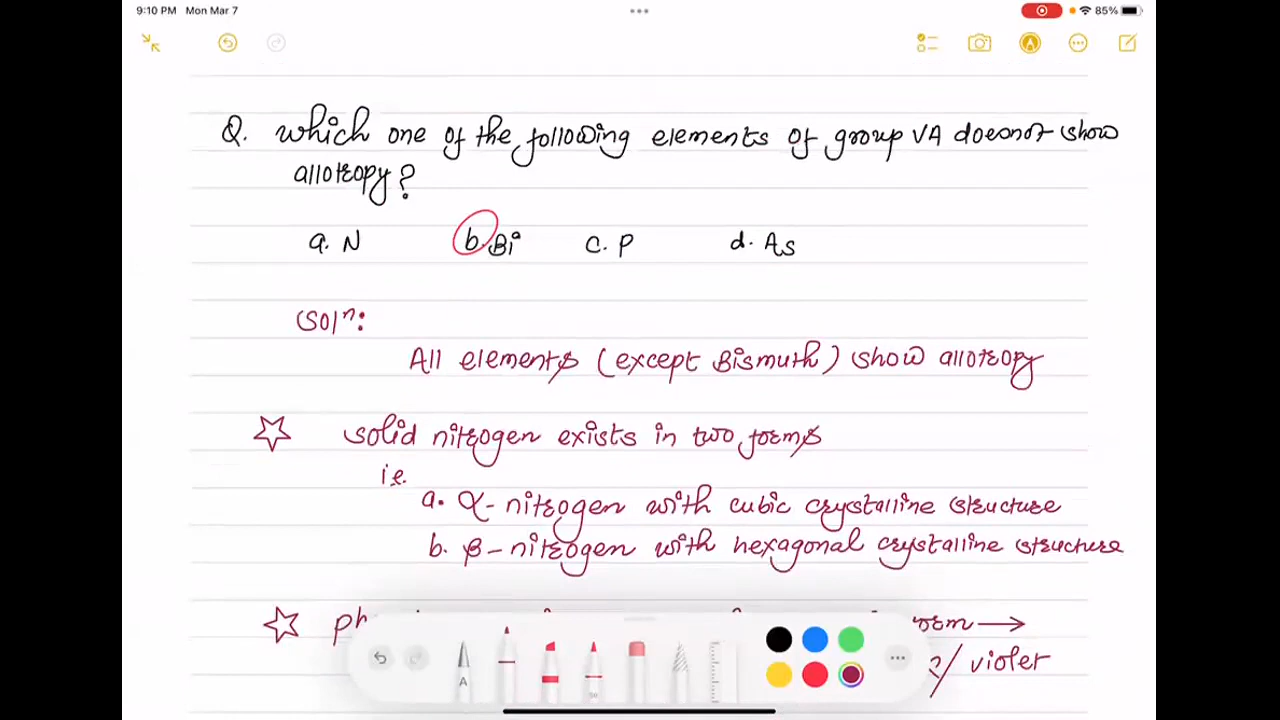 9:10 PM Mon Mar 7
85%
Q. which one of the following elements of group VA doesnot show
allotropy?
a. N b. Bi c. P d. As
Solⁿ:
All elements (except Bismuth) show allotropy
solid nitrogen exists in two forms
i.e.
a. α- nitrogen with cubic crystalline structure
b. β- nitrogen with hexagonal crystalline structure
ph
→
/ violet
A
50